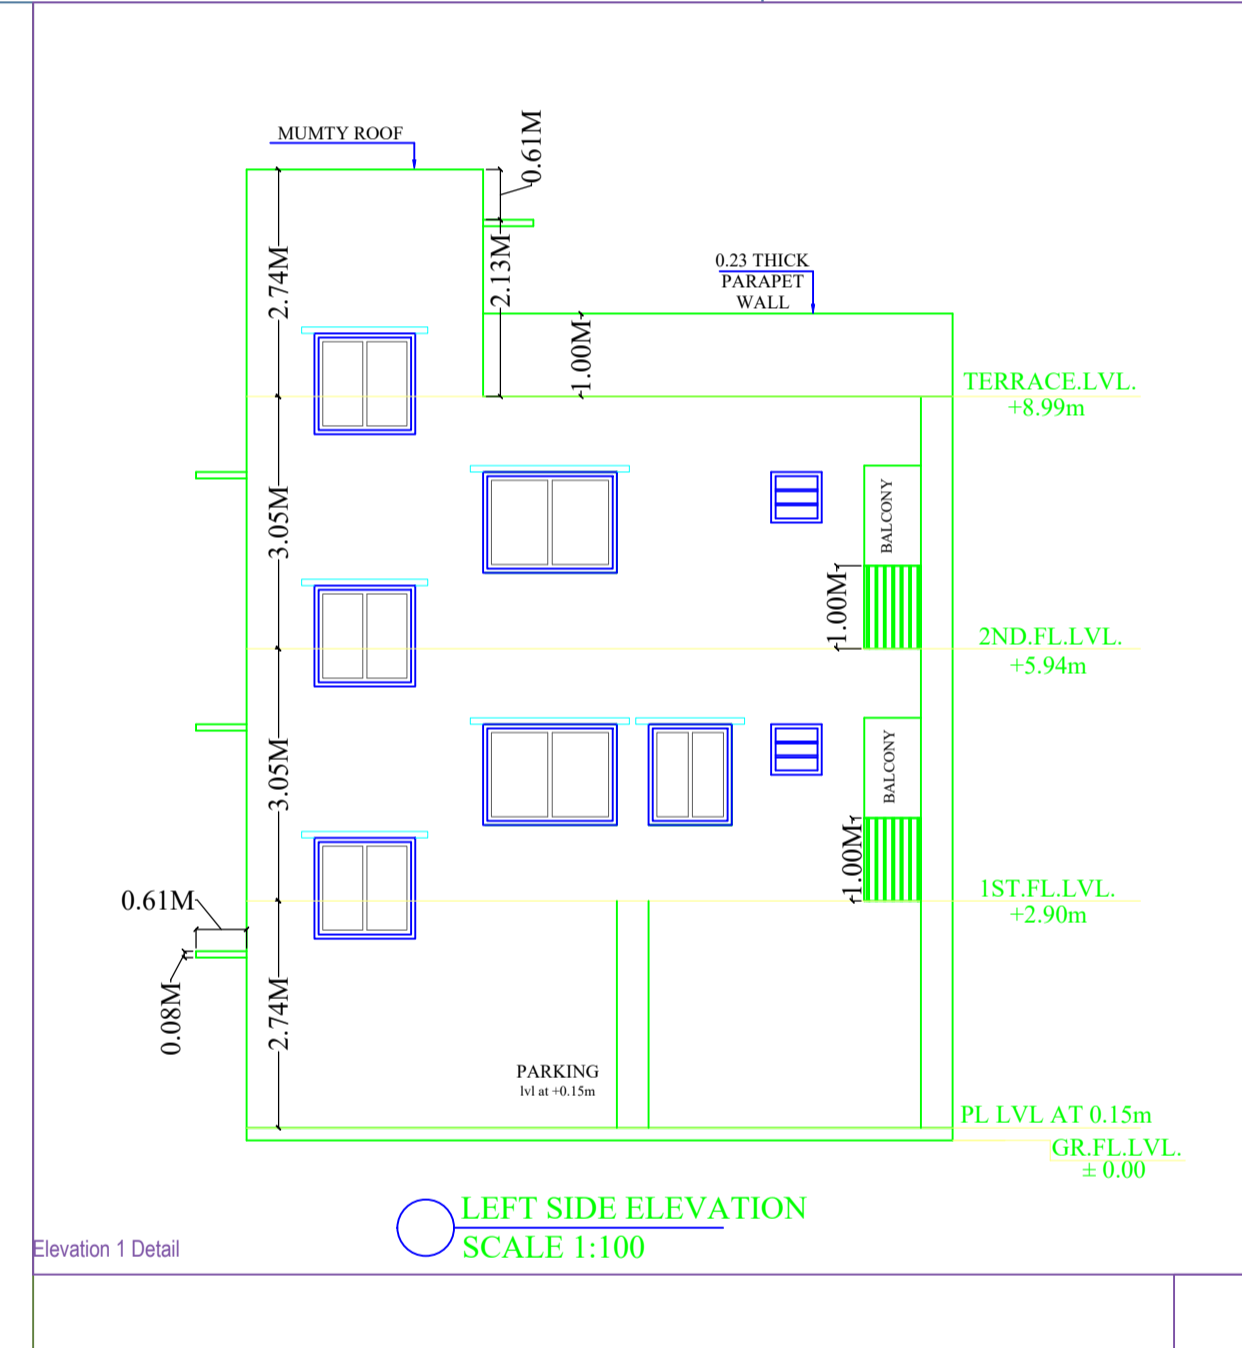 MUMTY ROOF
0.61M
2.74M
2.13M
0.23 THICK
PARAPET
WALL
1.00M
TERRACE.LVL.
+8.99m
3.05M
BALCONY
1.00M
2ND.FL.LVL.
+5.94m
3.05M
BALCONY
1.00M
1ST.FL.LVL.
+2.90m
0.61M
0.08M
2.74M
PARKING
lvl at +0.15m
PL LVL AT 0.15m
GR.FL.LVL.
± 0.00
LEFT SIDE ELEVATION
SCALE 1:100
Elevation 1 Detail